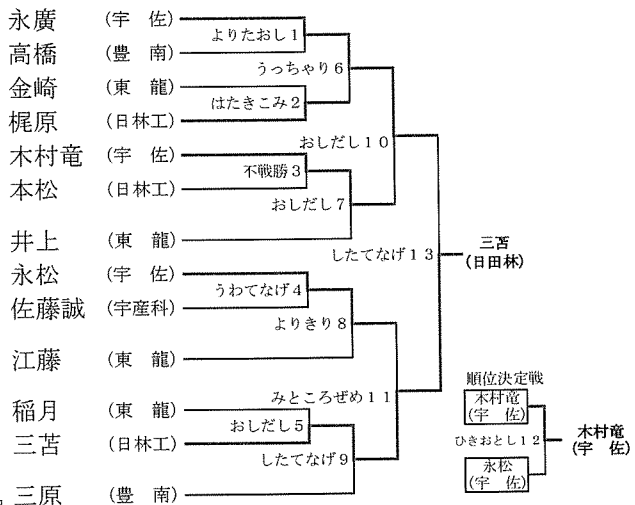 永廣 (宇 佐)
よりたおし1
高橋 (豊 南)
うっちゃり6
金崎 (東 龍)
はたきこみ2
梶原 (日林工)
おしだし10
木村竜 (宇 佐)
不戦勝3
本松 (日林工)
おしだし7
井上 (東 龍)
したてなげ13
三苫
(日田林)
永松 (宇 佐)
うわてなげ4
佐藤誠 (宇産科)
よりきり8
江藤 (東 龍)
みところぜめ11
稲月 (東 龍)
おしだし5
三苫 (日林工)
したてなげ9
三原 (豊 南)
順位決定戦
木村竜
(宇 佐)
ひきおとし12
木村竜
(宇 佐)
永松
(宇 佐)